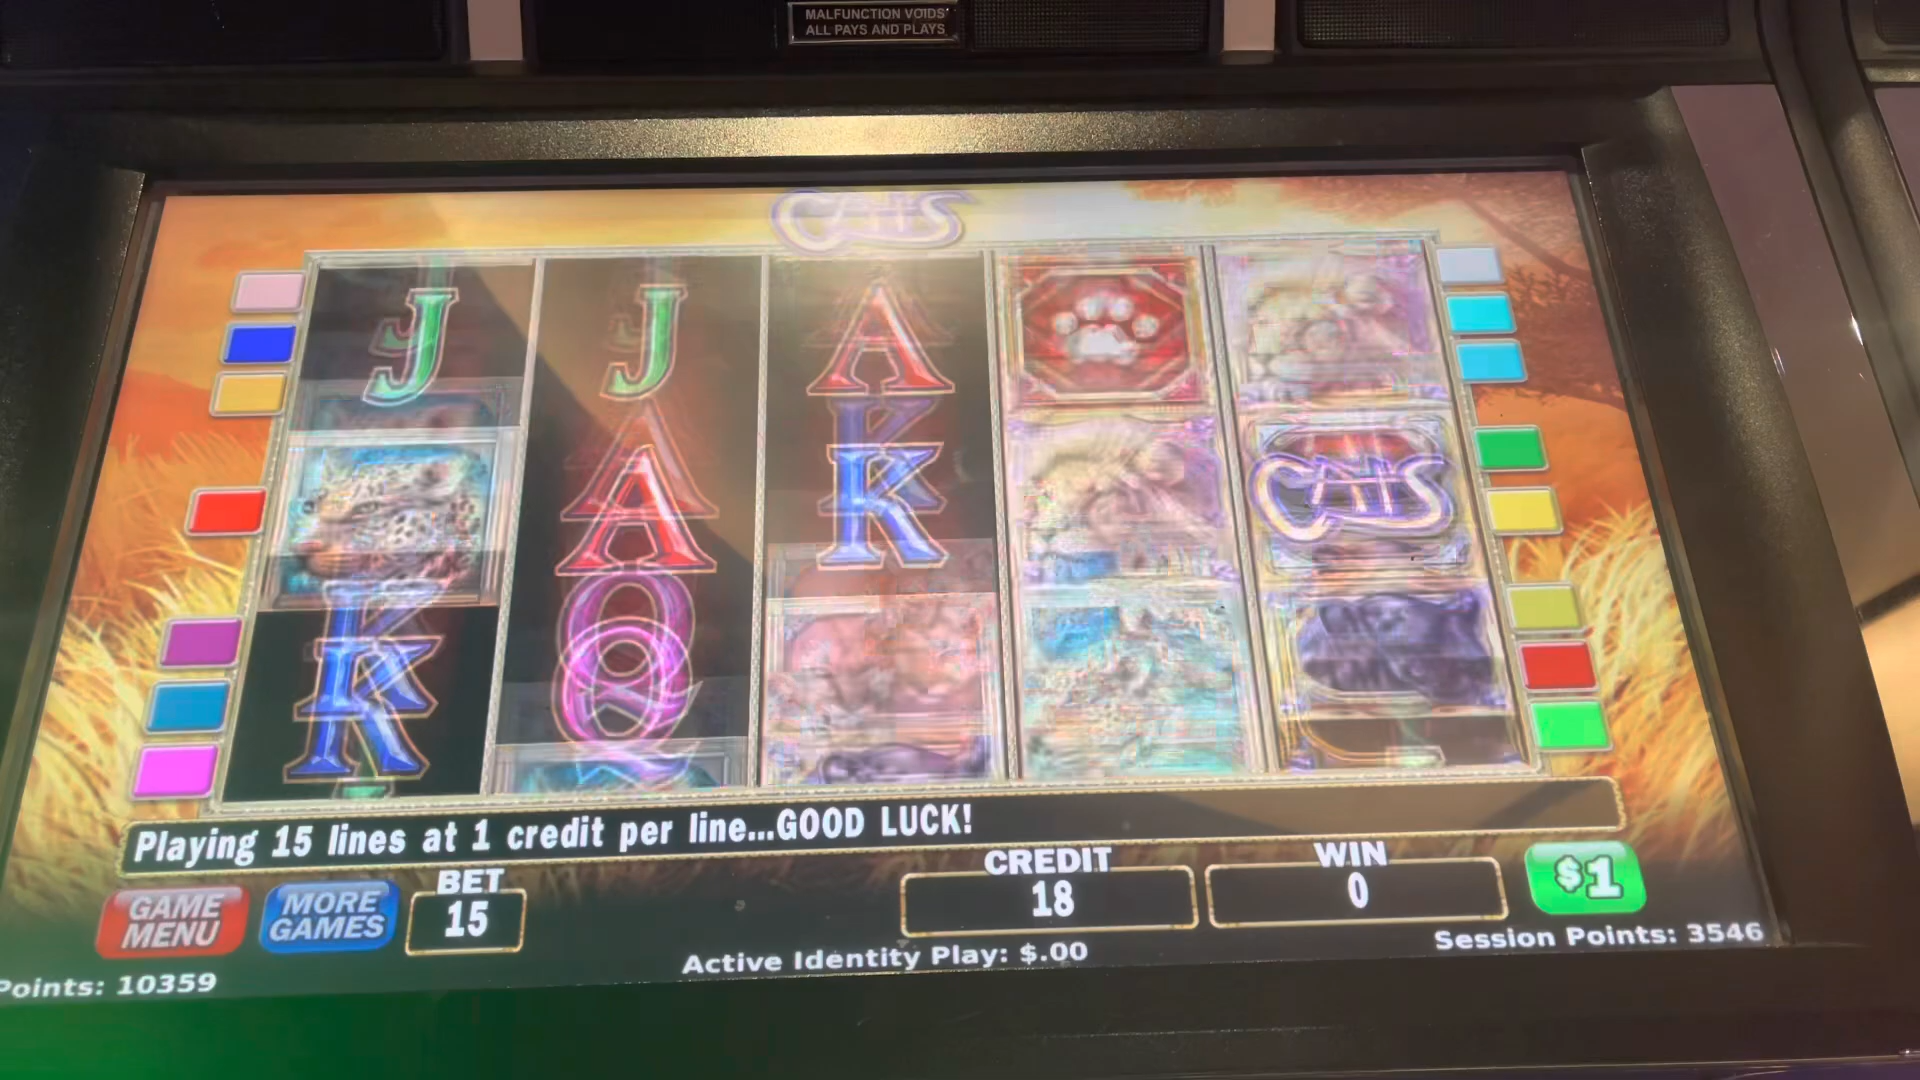 MALFUNCTION VOIDS
ALL PAYS AND PLAYS
CATS
J J A
A K CATS
K Q
Playing 15 lines at 1 credit per line...GOOD LUCK!
GAME MENU
MORE GAMES
BET
15
CREDIT
18
WIN
0
$1
Points: 10359
Active Identity Play: $.00
Session Points: 3546